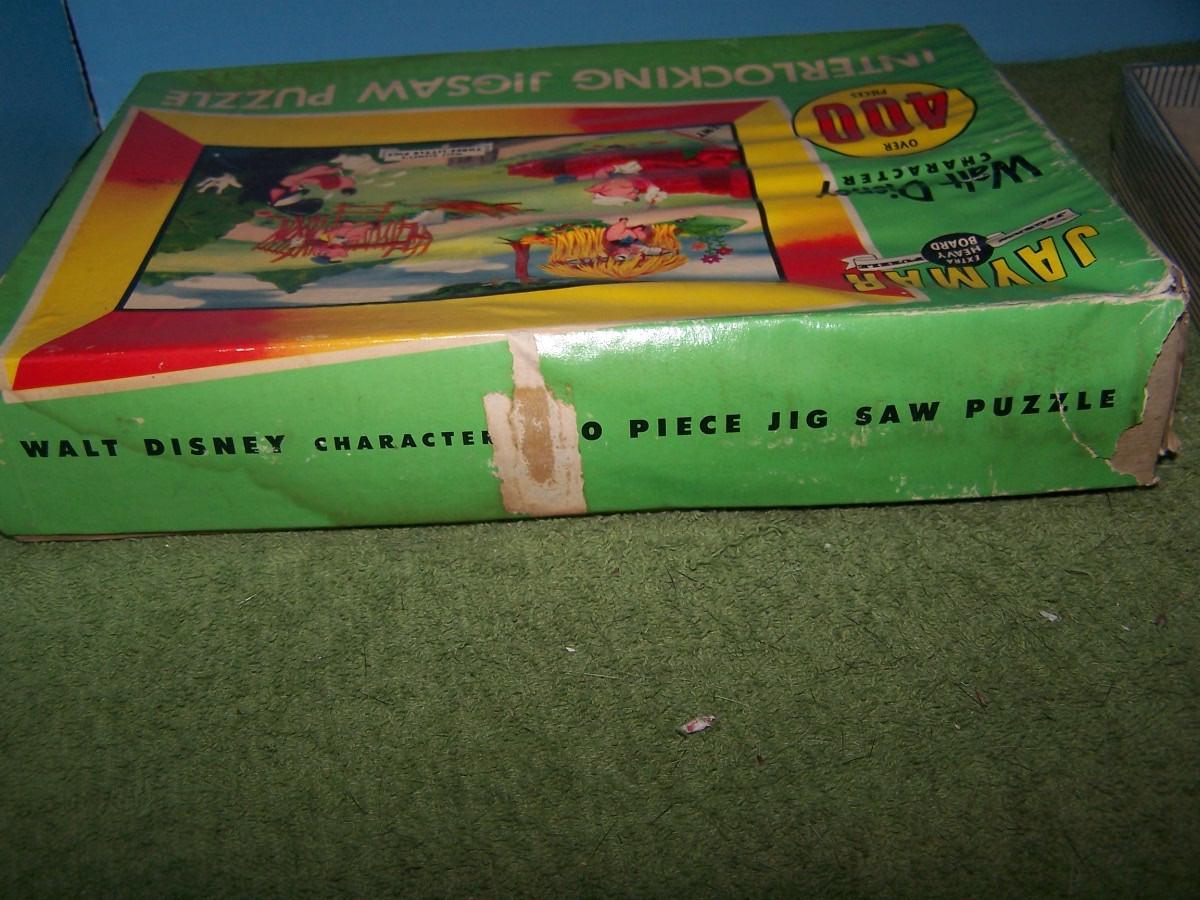 INTERLOCKING JIGSAW PUZZLE
OVER
400
PIECES
Walt Disney
CHARACTER
JAYMAR
EXTRA
HEAVY
BOARD
PUZZLE
WALT DISNEY CHARACTER 0 PIECE JIG SAW PUZZLE